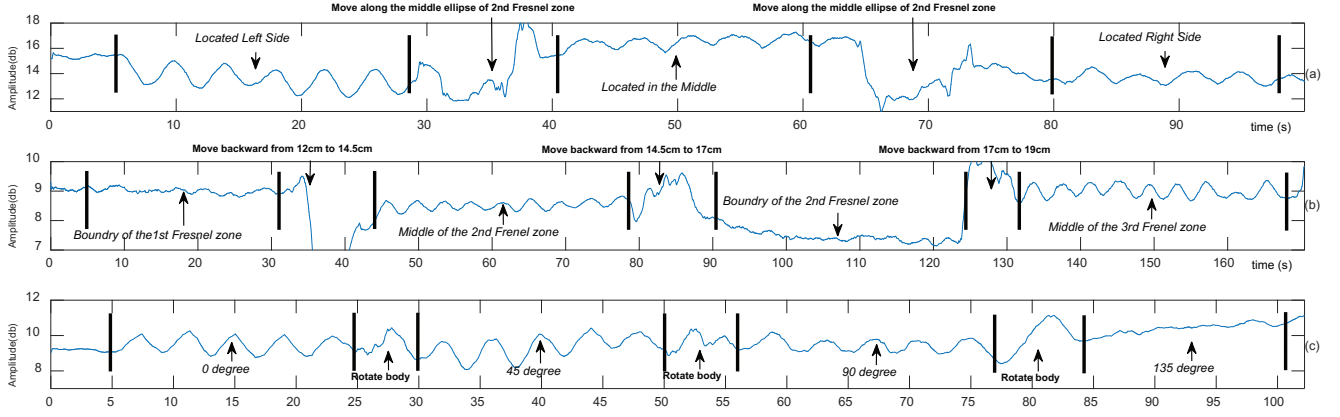 Move along the middle ellipse of 2nd Fresnel zone
Move along the middle ellipse of 2nd Fresnel zone
18
16
14
12
Amplitude(db)
Located Left Side
Located in the Middle
Located Right Side
(a)
0 10 20 30 40 50 60 70 80 90
time (s)
Move backward from 12cm to 14.5cm
Move backward from 14.5cm to 17cm
Move backward from 17cm to 19cm
10
9
8
7
Amplitude(db)
Boundry of the1st Fresnel zone
Middle of the 2nd Frenel zone
Boundary of the 2nd Fresnel zone
Middle of the 3rd Frenel zone
(b)
0 10 20 30 40 50 60 70 80 90 100 110 120 130 140 150 160
time (s)
12
10
8
Amplitude(db)
0 degree
Rotate body
45 degree
Rotate body
90 degree
Rotate body
135 degree
(c)
0 5 10 15 20 25 30 35 40 45 50 55 60 65 70 75 80 85 90 95 100